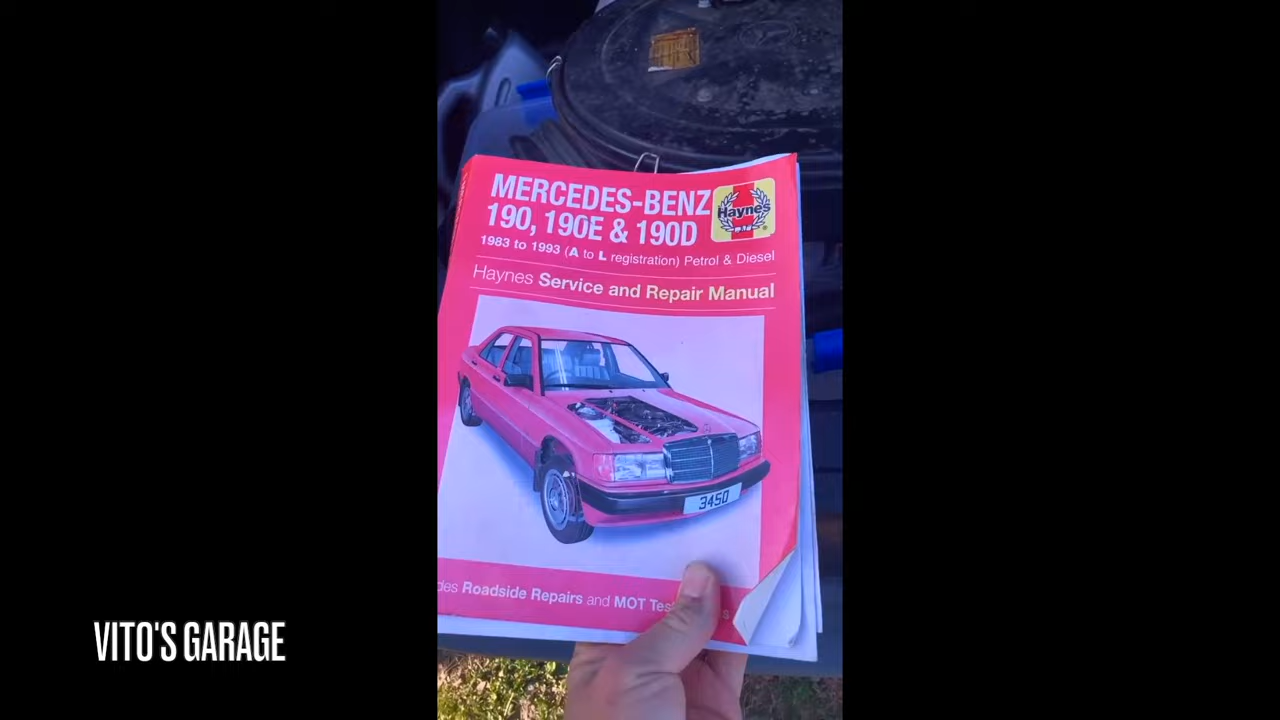 MERCEDES-BENZ
190, 190E & 190D
Haynes
1983 to 1993 (A to L registration) Petrol & Diesel
Haynes Service and Repair Manual
3450
des Roadside Repairs and MOT Tes
s
VITO'S GARAGE